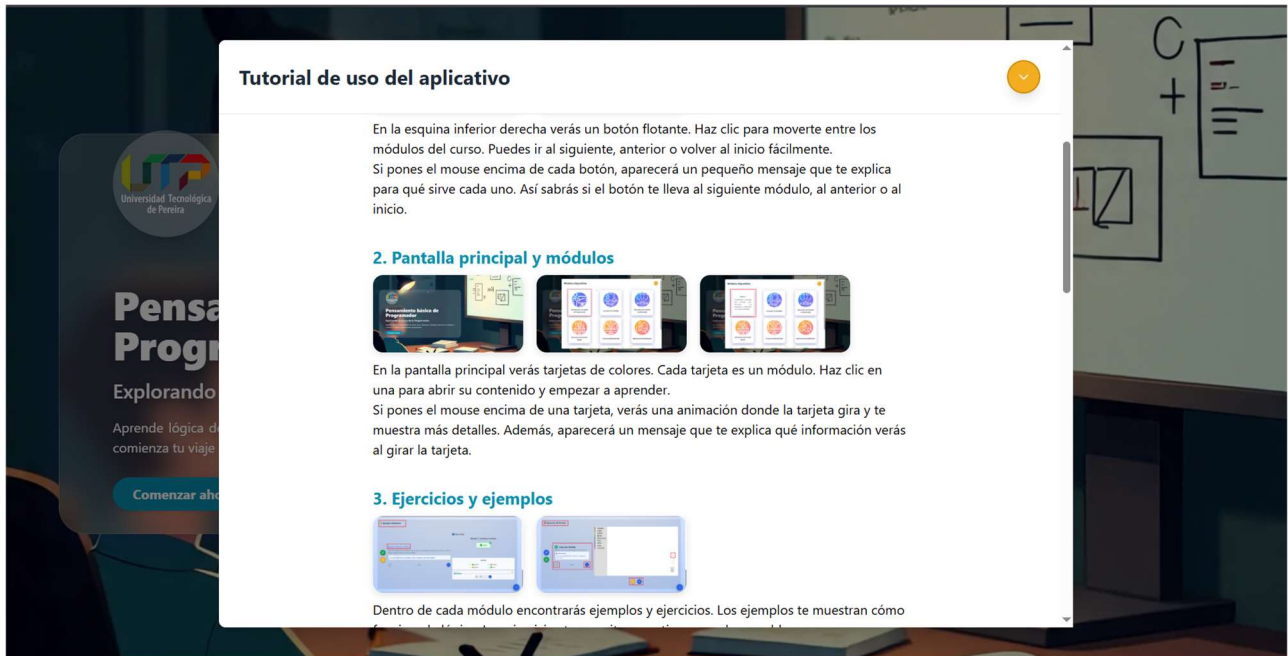 Tutorial de uso del aplicativo
En la esquina inferior derecha verás un botón flotante. Haz clic para moverte entre los
módulos del curso. Puedes ir al siguiente, anterior o volver al inicio fácilmente.
Si pones el mouse encima de cada botón, aparecerá un pequeño mensaje que te explica
para qué sirve cada uno. Así sabrás si el botón te lleva al siguiente módulo, al anterior o al
inicio.
2. Pantalla principal y módulos
Pensamiento básico de
Programador
En la pantalla principal verás tarjetas de colores. Cada tarjeta es un módulo. Haz clic en
una para abrir su contenido y empezar a aprender.
Si pones el mouse encima de una tarjeta, verás una animación donde la tarjeta gira y te
muestra más detalles. Además, aparecerá un mensaje que te explica qué información verás
al girar la tarjeta.
3. Ejercicios y ejemplos
Dentro de cada módulo encontrarás ejemplos y ejercicios. Los ejemplos te muestran cómo
UTP
Universidad Tecnológica
de Pereira
Pensa
Progr
Explorando
Aprende lógica d
comienza tu viaje
Comenzar aho
C
+